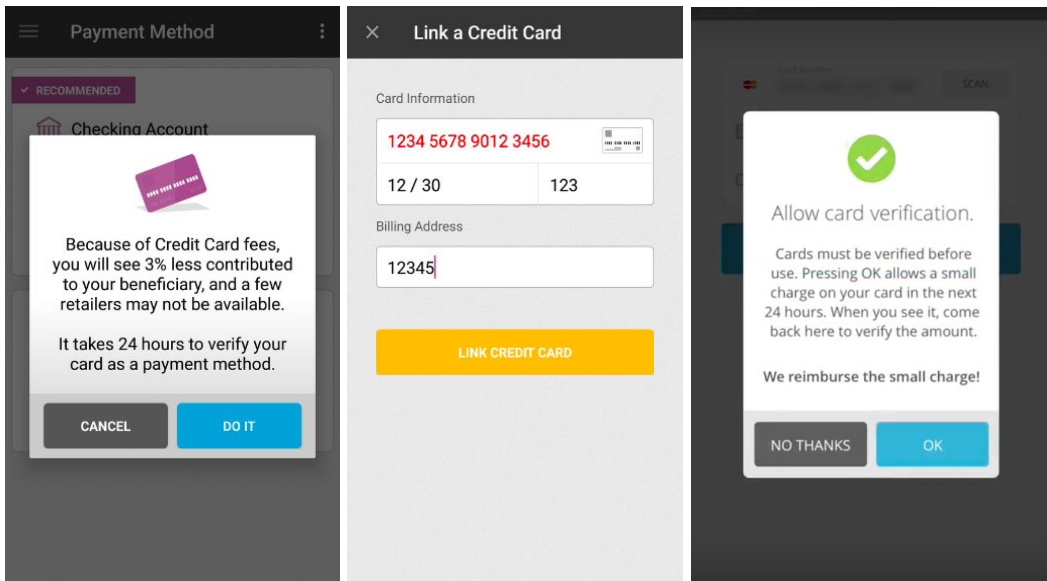 Payment Method
RECOMMENDED
Checking Account
Because of Credit Card fees,
you will see 3% less contributed
to your beneficiary, and a few
retailers may not be available.
It takes 24 hours to verify your
card as a payment method.
CANCEL
DO IT
Link a Credit Card
Card Information
1234 5678 9012 3456
12 / 30
123
Billing Address
12345
LINK CREDIT CARD
Card Number
SCAN
Allow card verification.
Cards must be verified before
use. Pressing OK allows a small
charge on your card in the next
24 hours. When you see it, come
back here to verify the amount.
We reimburse the small charge!
NO THANKS
OK